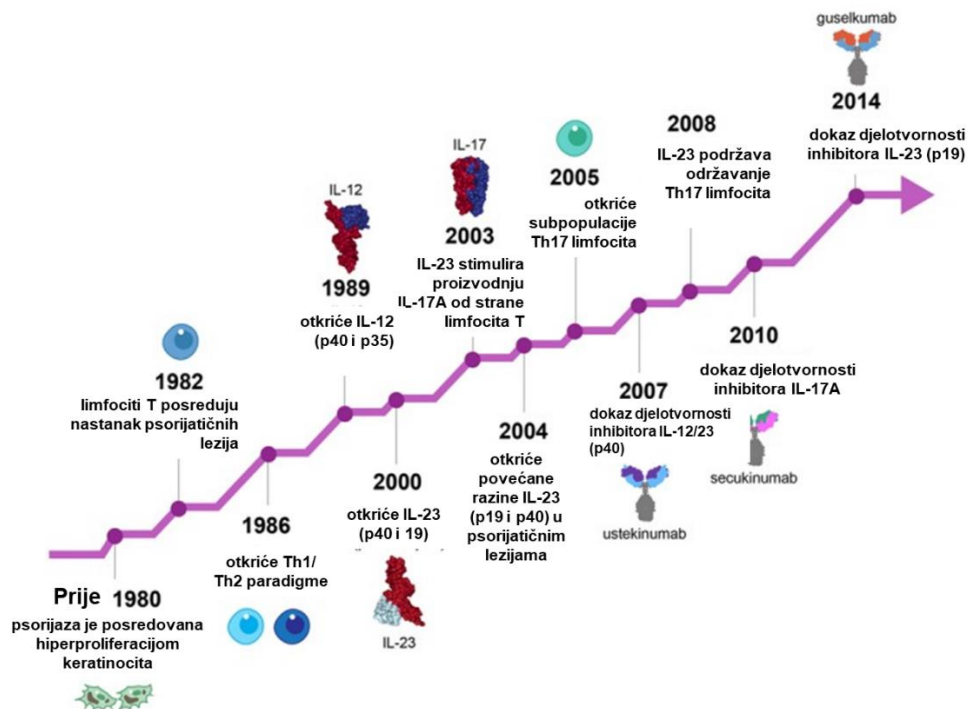 Prije 1980
psorijaza je posredovana
hiperproliferacijom
keratinocita
1982
limfociti T posreduju
nastanak psorijatičnih
lezija
1986
otkriće Th1/
Th2 paradigme
IL-12
1989
otkriće IL-12
(p40 i p35)
2000
otkriće IL-23
(p40 i 19)
IL-23
IL-17
2003
IL-23 stimulira
proizvodnju
IL-17A od strane
limfocita T
2004
otkriće
povećane
razine IL-23
(p19 i p40) u
psorijatičnim
lezijama
2005
otkriće
subpopulacije
Th17 limfocita
2007
dokaz djelotvornosti
inhibitora IL-12/23
(p40)
ustekinumab
2008
IL-23 podržava
održavanje
Th17 limfocita
2010
dokaz djelotvornosti
inhibitora IL-17A
secukinumab
guselkumab
2014
dokaz djelotvornosti
inhibitora IL-23 (p19)